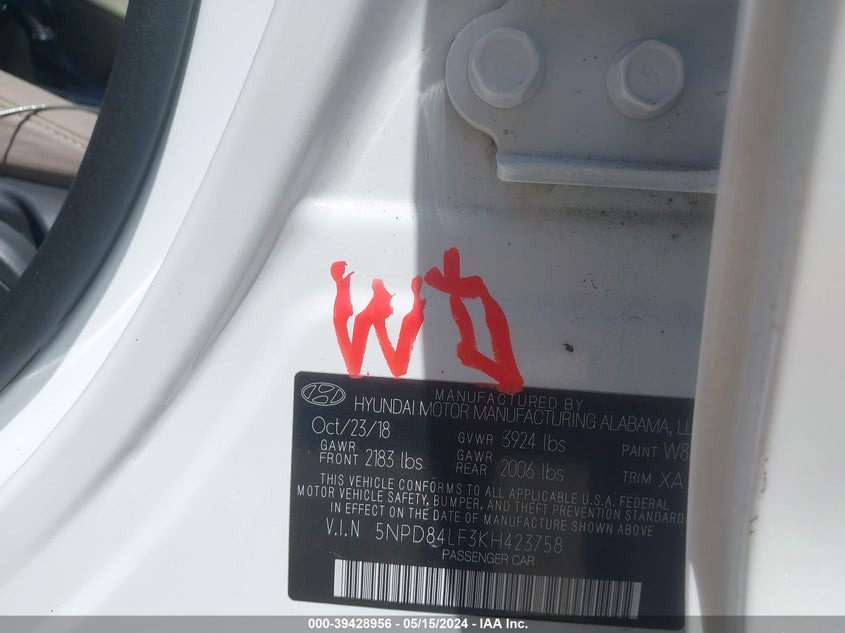 WD
MANUFACTURED BY
HYUNDAI MOTOR MANUFACTURING ALABAMA, LL
Oct/23/18 GVWR 3924 lbs PAINT W8
GAWR FRONT 2183 lbs GAWR REAR 2006 lbs TRIM XA
THIS VEHICLE CONFORMS TO ALL APPLICABLE U.S.A. FEDERAL
MOTOR VEHICLE SAFETY, BUMPER, AND THEFT PREVENTION STANDARD
IN EFFECT ON THE DATE OF MANUFACTURE SHOWN ABOVE
V.I.N 5NPD84LF3KH423758
PASSENGER CAR
000-39428956 - 05/15/2024 - IAA Inc.